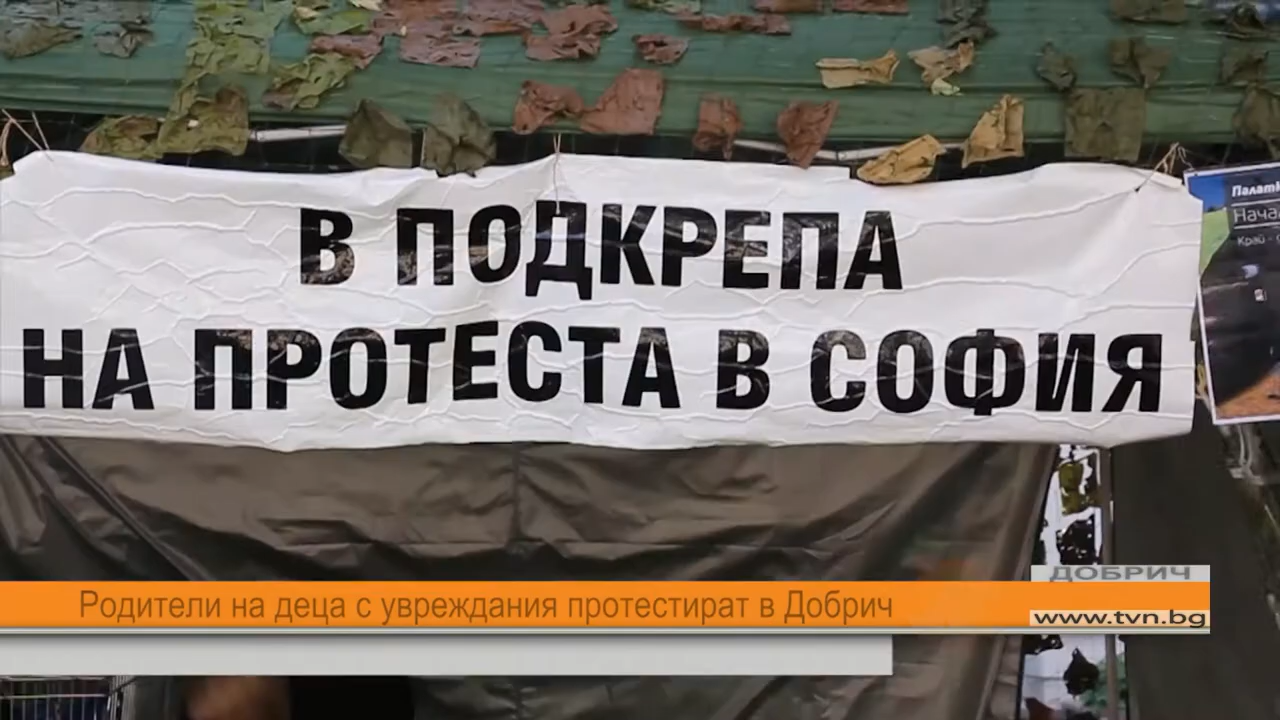 В ПОДКРЕПА
НА ПРОТЕСТА В СОФИЯ
ДОБРИЧ
Родители на деца с увреждания протестират в Добрич
www.tvn.bg